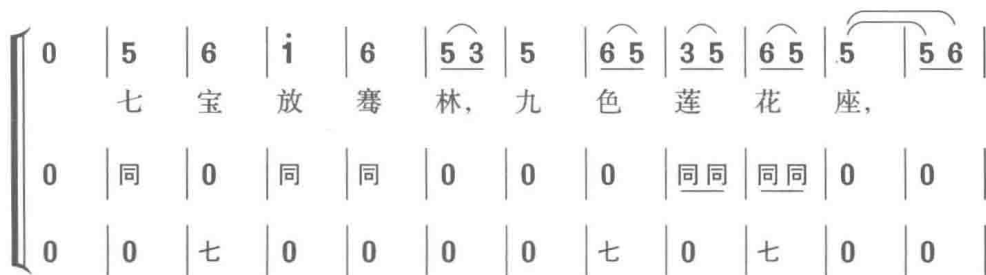 0 | 5 | 6 | i | 6 | 5 3 | 5 | 6 5 | 3 5 | 6 5 | 5 | 5 6 |
七 宝 放 骞 林, 九 色 莲 花 座,
0 | 同 | 0 | 同 | 同 | 0 | 0 | 0 | 同 同 | 同 同 | 0 | 0 |
0 | 0 | 七 | 0 | 0 | 0 | 0 | 七 | 0 | 七 | 0 | 0 |